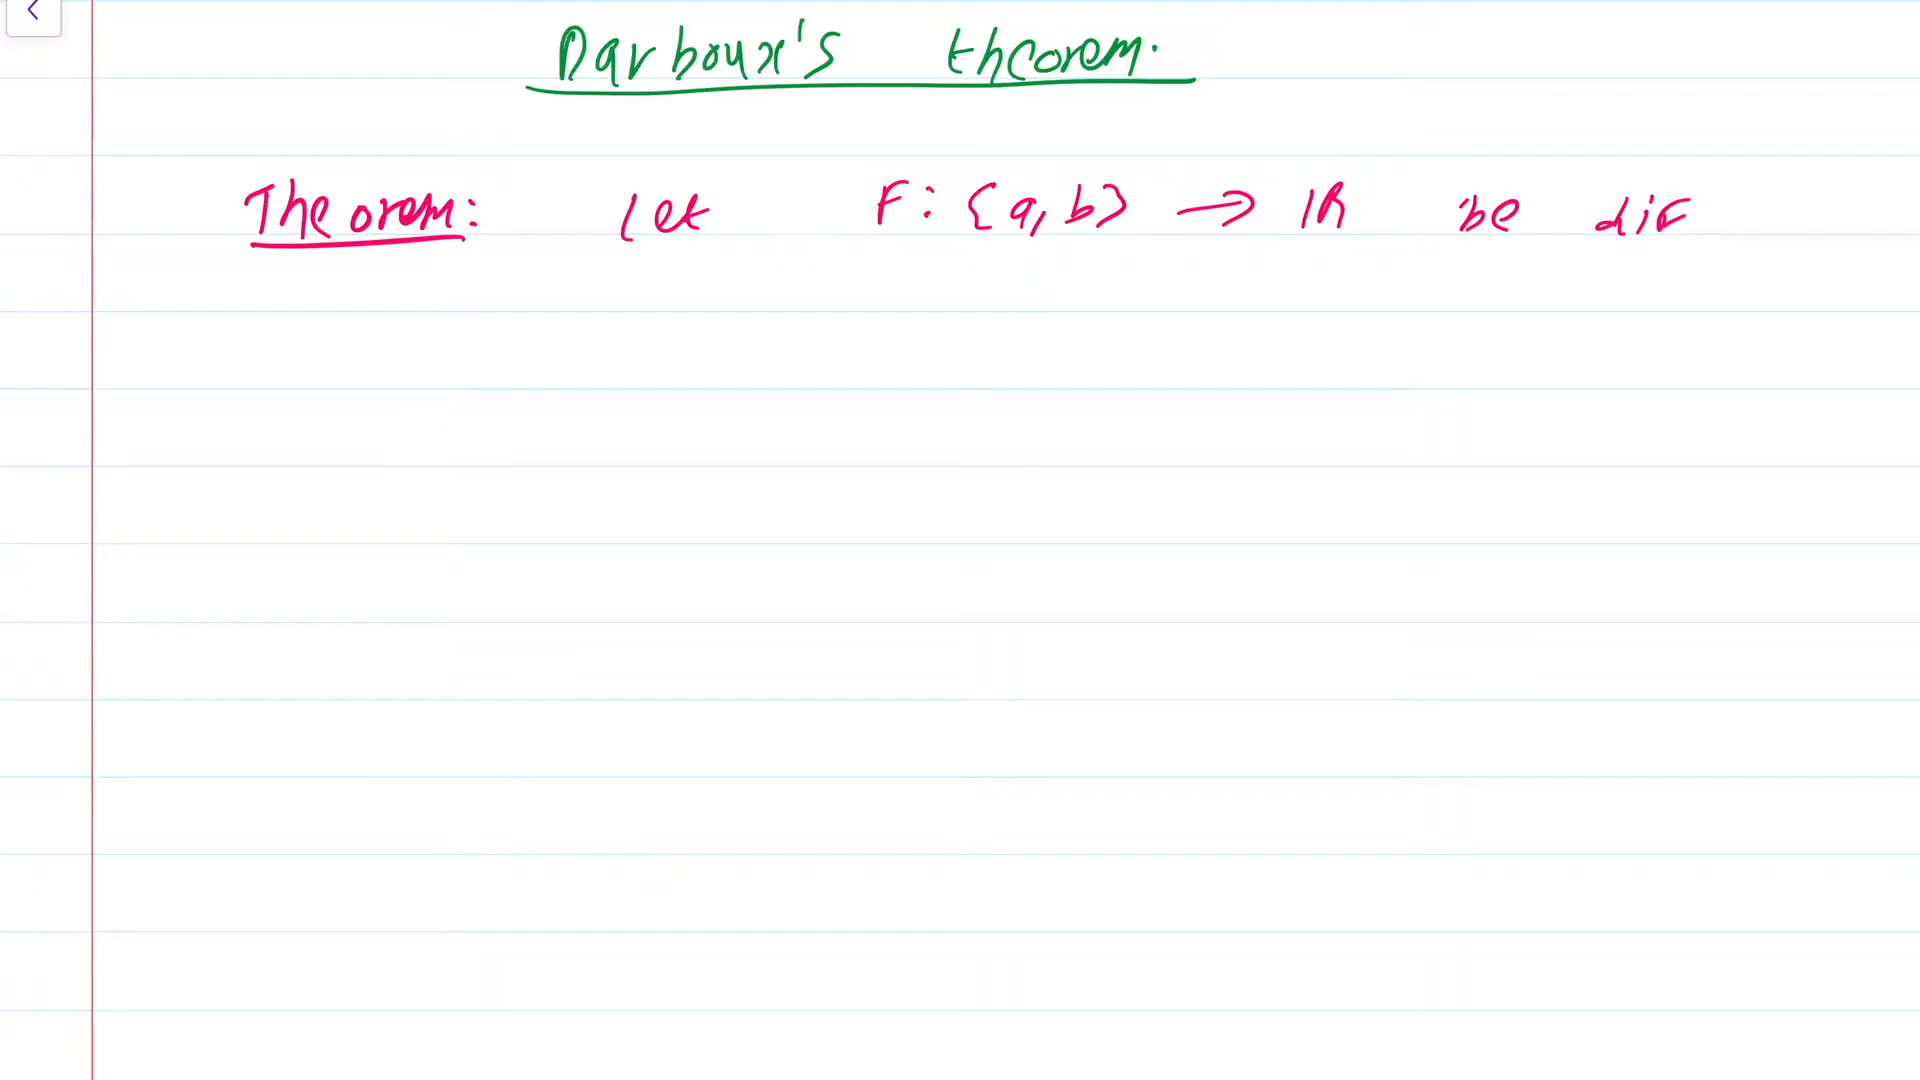 Darboux's theorem.
Theorem: Let F: {a, b} → ℝ be dif